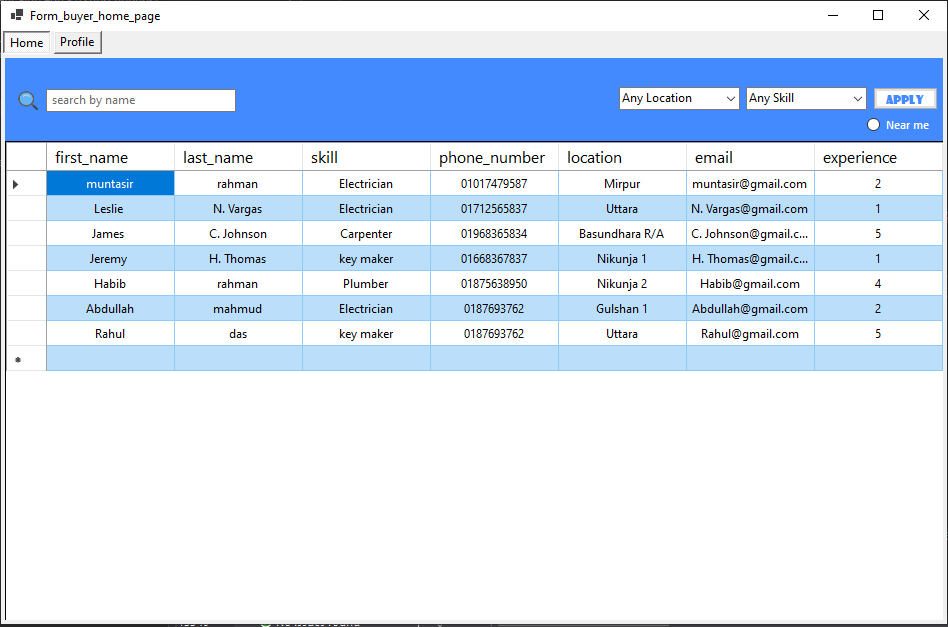 Form_buyer_home_page
Home Profile
search by name Any Location Any Skill APPLY
Near me
first_name last_name skill phone_number location email experience
muntasir rahman Electrician 01017479587 Mirpur muntasir@gmail.com 2
Leslie N. Vargas Electrician 01712565837 Uttara N. Vargas@gmail.com 1
James C. Johnson Carpenter 01968365834 Basundhara R/A C. Johnson@gmail.c... 5
Jeremy H. Thomas key maker 01668367837 Nikunja 1 H. Thomas@gmail.c... 1
Habib rahman Plumber 01875638950 Nikunja 2 Habib@gmail.com 4
Abdullah mahmud Electrician 0187693762 Gulshan 1 Abdullah@gmail.com 2
Rahul das key maker 0187693762 Uttara Rahul@gmail.com 5